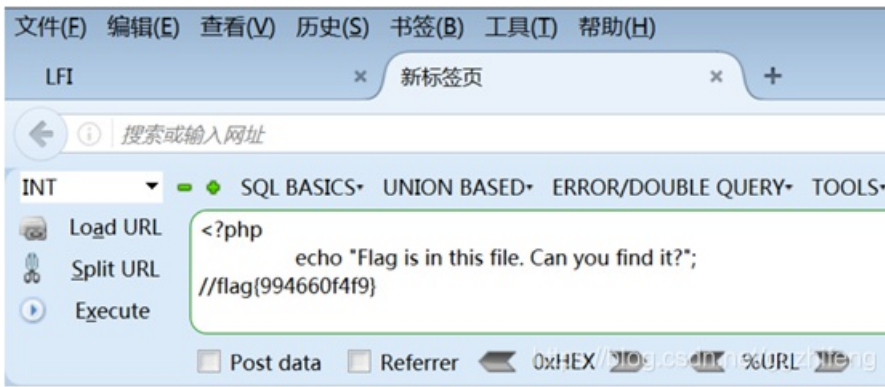 文件(F) 编辑(E) 查看(V) 历史(S) 书签(B) 工具(T) 帮助(H)
LFI × 新标签页 × +
搜索或输入网址
INT SQL BASICS UNION BASED ERROR/DOUBLE QUERY TOOLS
Load URL
Split URL
Execute
<?php
echo "Flag is in this file. Can you find it?";
//flag{994660f4f9}
Post data Referrer 0xHEX %URL